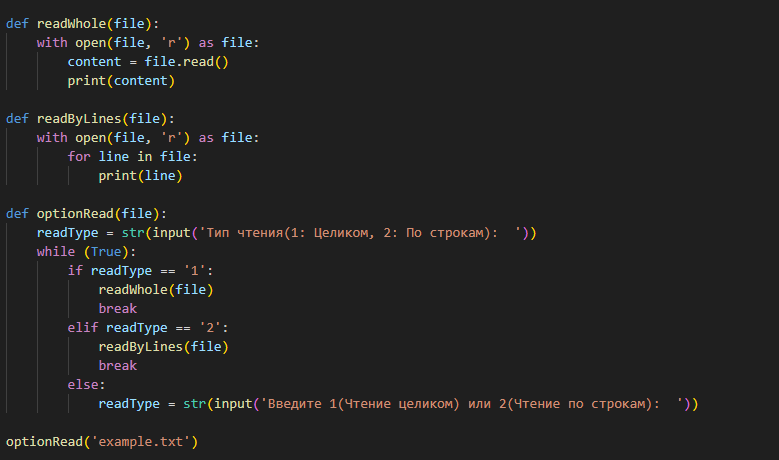 def readWhole(file):
    with open(file, 'r') as file:
        content = file.read()
        print(content)

def readByLines(file):
    with open(file, 'r') as file:
        for line in file:
            print(line)

def optionRead(file):
    readType = str(input('Тип чтения(1: Целиком, 2: По строкам):  '))
    while (True):
        if readType == '1':
            readWhole(file)
            break
        elif readType == '2':
            readByLines(file)
            break
        else:
            readType = str(input('Введите 1(Чтение целиком) или 2(Чтение по строкам):  '))

optionRead('example.txt')